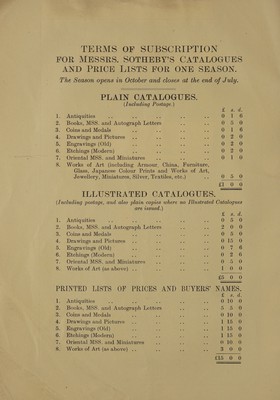 TERMS OF SUBSCRIPTION
FOR MESSRS. SOTHEBY'S CATALOGUES
AND PRICE LISTS FOR ONE SEASON.
The Season opens in October and closes at the end of July.
PLAIN CATALOGUES.
(Including Postage.)
£ s. d.
1. Antiquities .. .. .. .. .. 0 1 6
2. Books, MSS. and Autograph Letters .. .. .. 0 5 0
3. Coins and Medals .. .. .. .. 0 1 6
4. Drawings and Pictures .. .. .. .. 0 2 0
5. Engravings (Old) .. .. .. .. 0 2 0
6. Etchings (Modern) .. .. .. .. 0 2 0
7. Oriental MSS. and Miniatures .. .. .. 0 1 0
8. Works of Art (including Armour, China, Furniture,
Glass, Japanese Colour Prints and Works of Art,
Jewellery, Miniatures, Silver, Textiles, etc.) .. .. 0 5 0
£1 0 0
ILLUSTRATED CATALOGUES.
(Including postage, and also plain copies where no Illustrated Catalogues
are issued.)
£ s. d.
1. Antiquities .. .. .. .. .. 0 5 0
2. Books, MSS. and Autograph Letters .. .. .. 2 0 0
3. Coins and Medals .. .. .. .. 0 5 0
4. Drawings and Pictures .. .. .. .. 0 15 0
5. Engravings (Old) .. .. .. .. 0 7 6
6. Etchings (Modern) .. .. .. .. 0 2 6
7. Oriental MSS. and Miniatures .. .. .. 0 5 0
8. Works of Art (as above) .. .. .. .. 1 0 0
£5 0 0
PRINTED LISTS OF PRICES AND BUYERS' NAMES.
£ s. d.
1. Antiquities .. .. .. .. .. 0 10 0
2. Books, MSS. and Autograph Letters .. .. .. 5 5 0
3. Coins and Medals .. .. .. .. 0 10 0
4. Drawings and Pictures .. .. .. .. 1 15 0
5. Engravings (Old) .. .. .. .. 1 15 0
6. Etchings (Modern) .. .. .. .. 1 15 0
7. Oriental MSS. and Miniatures .. .. .. 0 10 0
8. Works of Art (as above) .. .. .. .. 3 0 0
£15 0 0